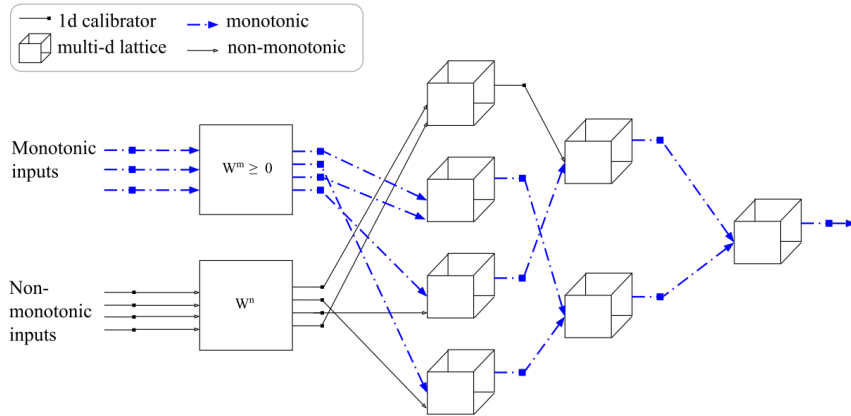 1d calibrator
monotonic
multi-d lattice
non-monotonic
Monotonic
inputs
Wᵐ ≥ 0
Non-
monotonic
inputs
Wⁿ